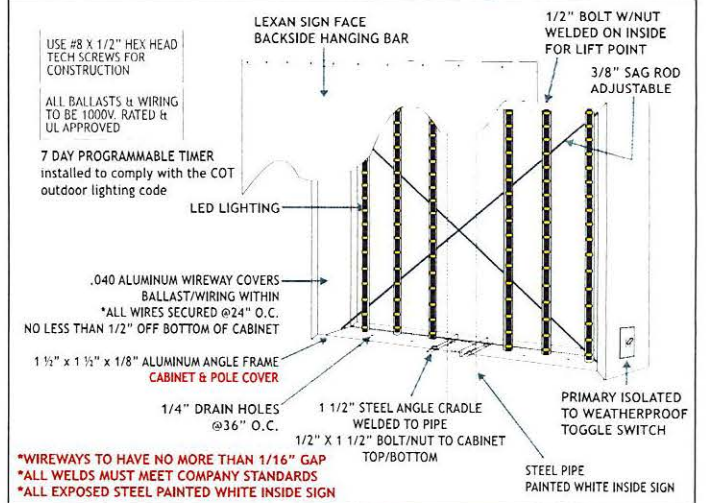 LEXAN SIGN FACE
BACKSIDE HANGING BAR
1/2" BOLT W/NUT
WELDED ON INSIDE
FOR LIFT POINT
USE #8 X 1/2" HEX HEAD
TECH SCREWS FOR
CONSTRUCTION
3/8" SAG ROD
ADJUSTABLE
ALL BALLASTS & WIRING
TO BE 1000V. RATED &
UL APPROVED
7 DAY PROGRAMMABLE TIMER
installed to comply with the COT
outdoor lighting code
LED LIGHTING
.040 ALUMINUM WIREWAY COVERS
BALLAST/WIRING WITHIN
*ALL WIRES SECURED @24" O.C.
NO LESS THAN 1/2" OFF BOTTOM OF CABINET
1 ½" x 1 ½" x 1/8" ALUMINUM ANGLE FRAME
CABINET & POLE COVER
1/4" DRAIN HOLES
@36" O.C.
1 1/2" STEEL ANGLE CRADLE
WELDED TO PIPE
1/2" X 1 1/2" BOLT/NUT TO CABINET
TOP/BOTTOM
PRIMARY ISOLATED
TO WEATHERPROOF
TOGGLE SWITCH
STEEL PIPE
PAINTED WHITE INSIDE SIGN
*WIREWAYS TO HAVE NO MORE THAN 1/16" GAP
*ALL WELDS MUST MEET COMPANY STANDARDS
*ALL EXPOSED STEEL PAINTED WHITE INSIDE SIGN